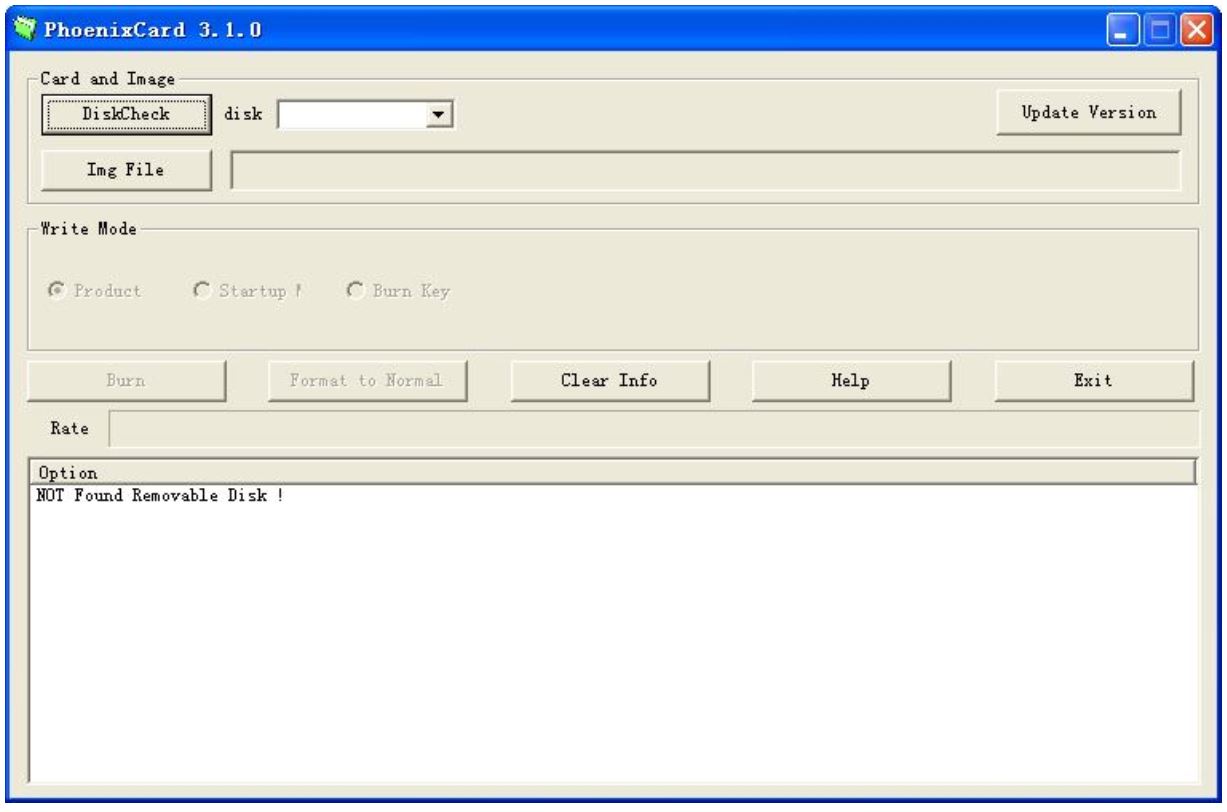 PhoenixCard 3.1.0
Card and Image
DiskCheck disk Update Version
Img File
Write Mode
Product Startup Burn Key
Burn Format to Normal Clear Info Help Exit
Rate
Option
NOT Found Removable Disk !